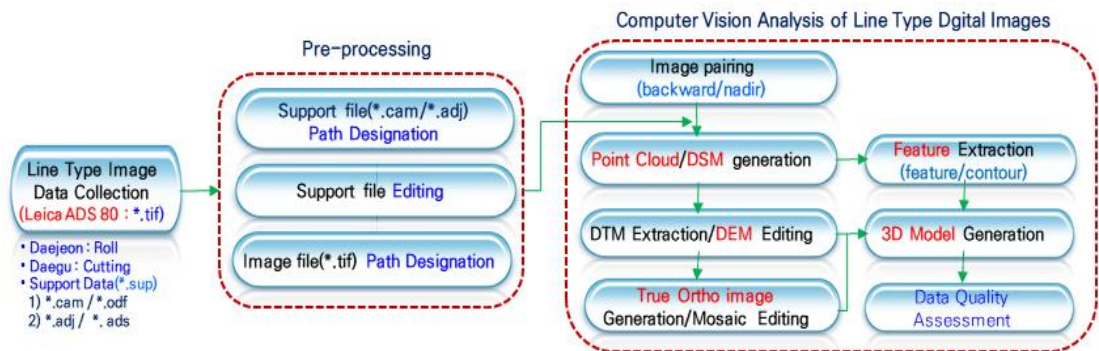 Computer Vision Analysis of Line Type Dgital Images
Pre-processing
Line Type Image
Data Collection
(Leica ADS 80 : *.tif)
• Daejeon : Roll
• Daegu : Cutting
• Support Data(*.sup)
1) *.cam / *.odf
2) *.adj / *. ads
Support file(*.cam/*.adj)
Path Designation
Support file Editing
Image file(*.tif) Path Designation
Image pairing
(backward/nadir)
Point Cloud/DSM generation
DTM Extraction/DEM Editing
True Ortho image
Generation/Mosaic Editing
Feature Extraction
(feature/contour)
3D Model Generation
Data Quality
Assessment